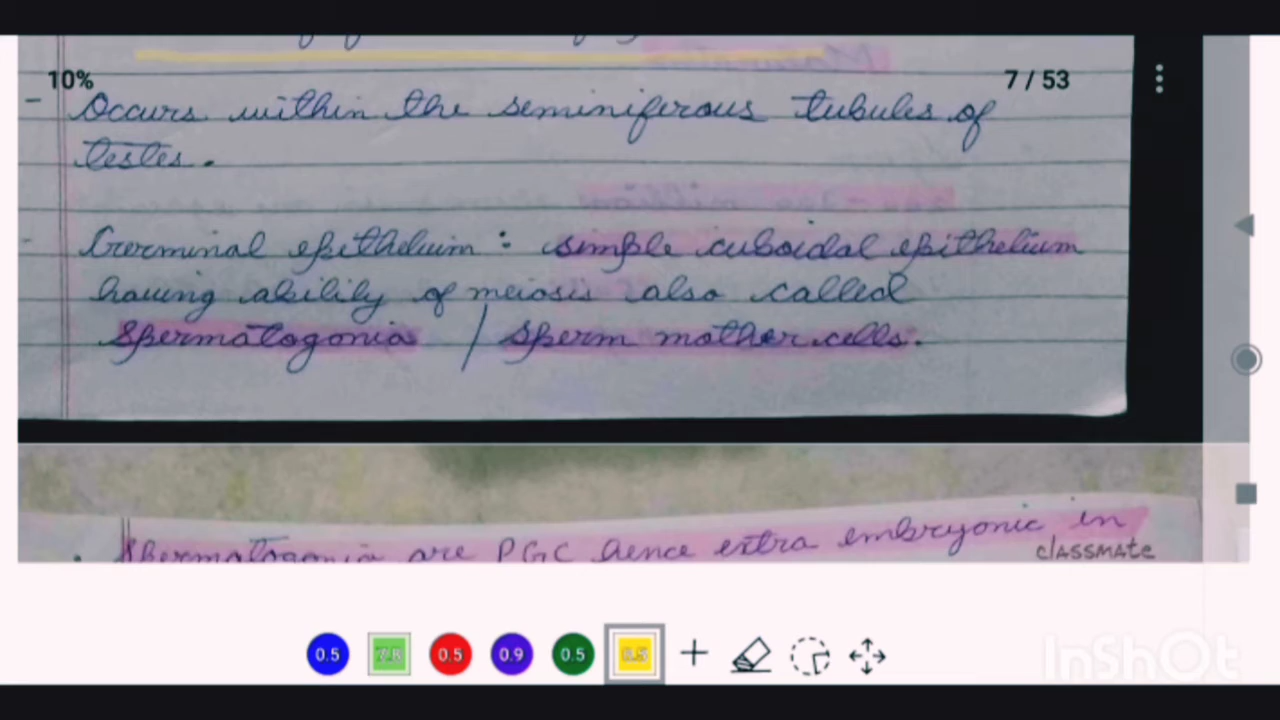 10%
7 / 53
- Occurs within the seminiferous tubules of
testes.
- Germinal epithelium : simple cuboidal epithelium
having ability of meiosis also called
Spermatogonia / Sperm mother cells.
Spermatogonia are PGC hence extra embryonic in
classmate
0.5
7.8
0.5
0.9
0.5
InShOt